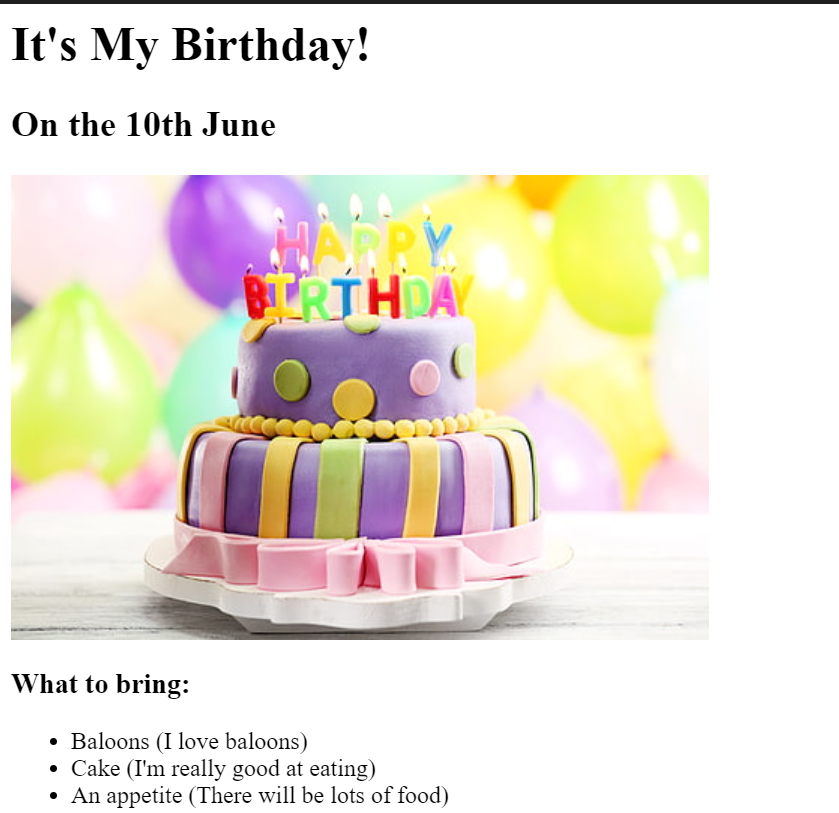 It's My Birthday!
On the 10th June
HAPPY
BIRTHDAY
What to bring:
Baloons (I love baloons)
Cake (I'm really good at eating)
An appetite (There will be lots of food)